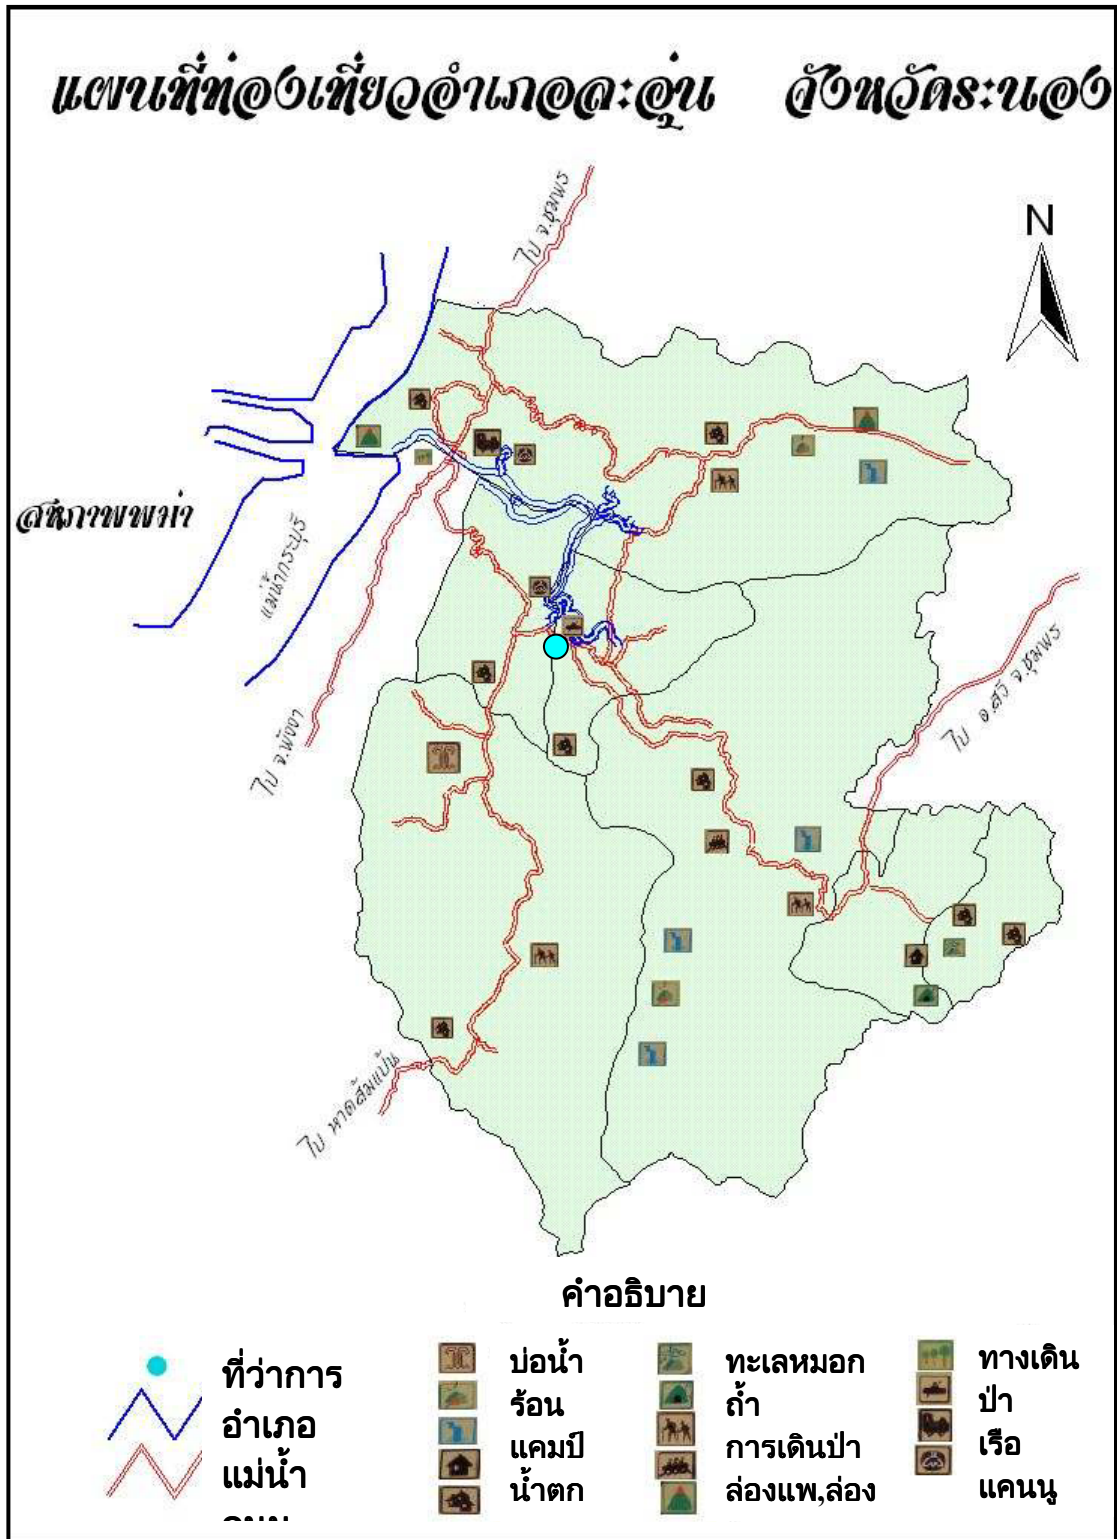 แผนที่ท่องเที่ยวอำเภอละอุ่น จังหวัดระนอง
ไป จ.ชุมพร
N
สหภาพพม่า
แม่น้ำกระบุรี
ไป จ.พังงา
ไป อ.สวี จ.ชุมพร
ไป หาดส้มแป้น
คำอธิบาย
ที่ว่าการ
อำเภอ
แม่น้ำ
บ่อน้ำ
ร้อน
แคมป์
น้ำตก
ทะเลหมอก
ถ้ำ
การเดินป่า
ล่องแพ,ล่อง
ทางเดิน
ป่า
เรือ
แคนนู